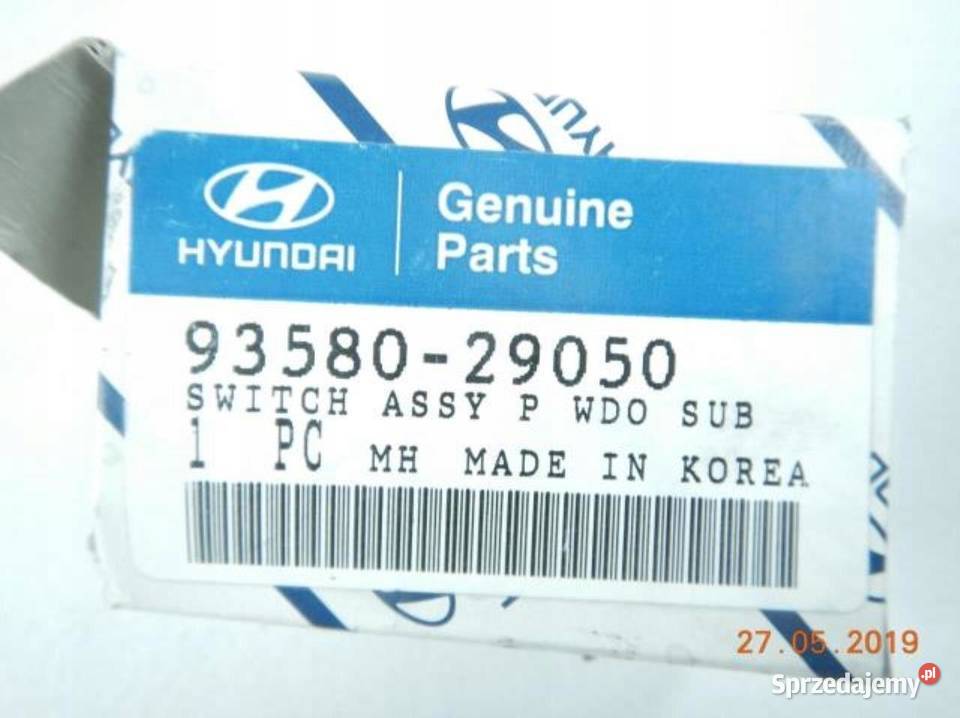 HYUNDAI
Genuine
Parts
93580-29050
SWITCH ASSY P WDO SUB
1 PC MH MADE IN KOREA
27.05.2019
Sprzedajemy.pl